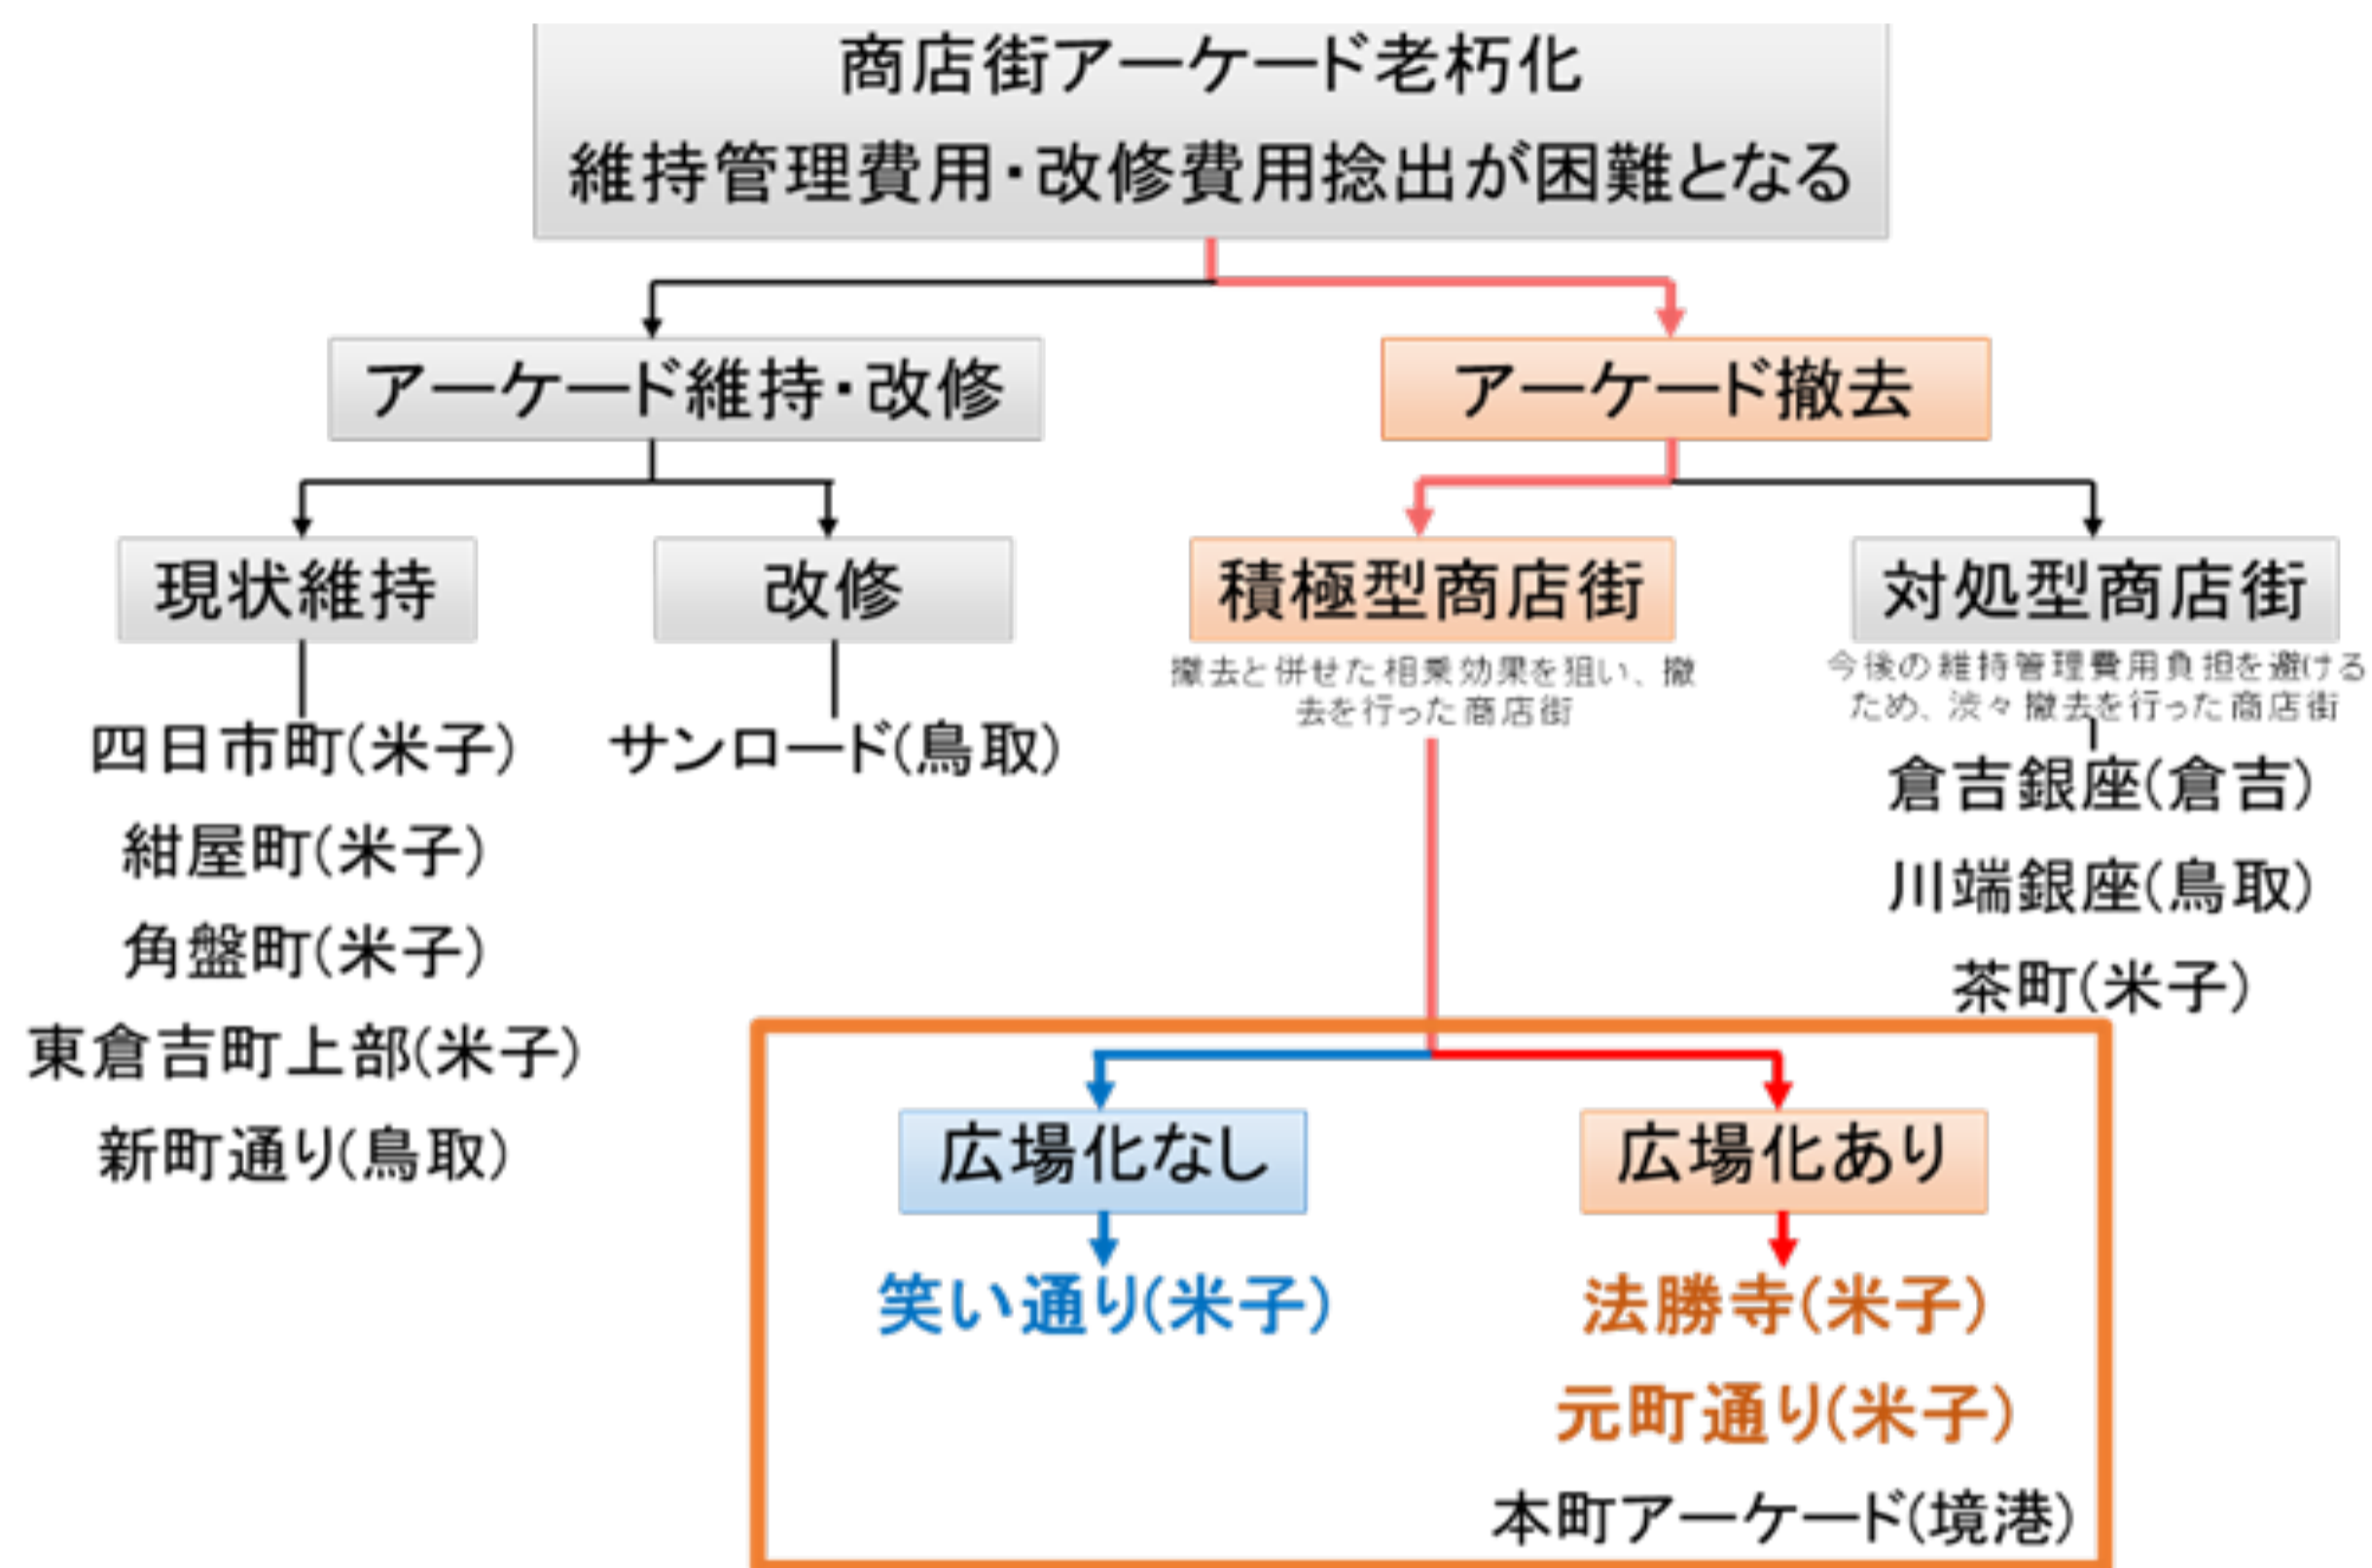 商店街アーケード老朽化
維持管理費用・改修費用捻出が困難となる
アーケード維持・改修
アーケード撤去
現状維持
改修
積極型商店街
対処型商店街
撤去と併せた相乗効果を狙い、撤
去を行った商店街
今後の維持管理費用負担を避ける
ため、渋々撤去を行った商店街
四日市町(米子)
紺屋町(米子)
角盤町(米子)
東倉吉町上部(米子)
新町通り(鳥取)
サンロード(鳥取)
倉吉銀座(倉吉)
川端銀座(鳥取)
茶町(米子)
広場化なし
広場化あり
笑い通り(米子)
法勝寺(米子)
元町通り(米子)
本町アーケード(境港)